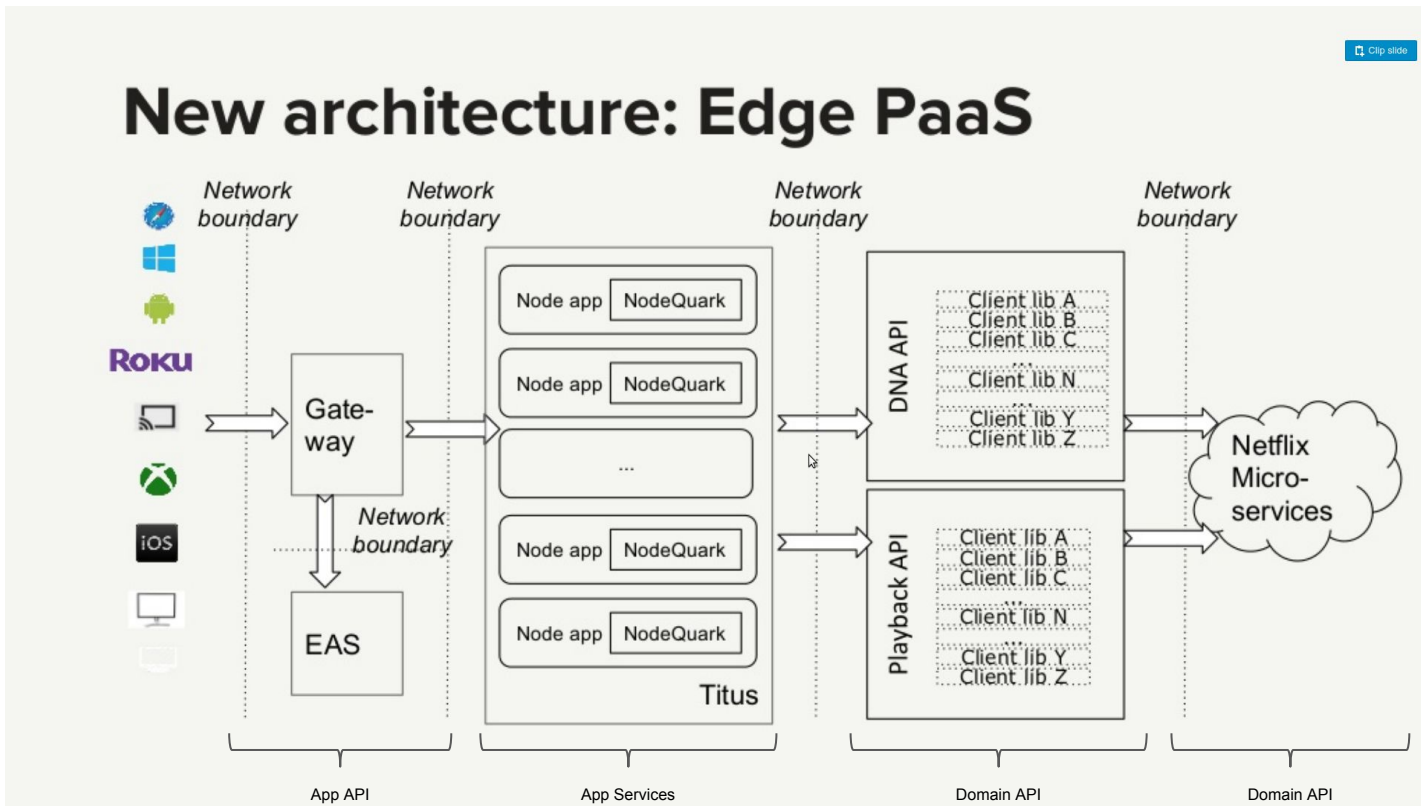 Clip slide
New architecture: Edge PaaS
Network
boundary
Network
boundary
Network
boundary
Network
boundary
ROKU
iOS
Gate-
way
Network
boundary
EAS
Node app NodeQuark
Node app NodeQuark
...
Node app NodeQuark
Node app NodeQuark
Titus
DNA API
Client lib A
Client lib B
Client lib C
...
Client lib N
...
Client lib Y
Client lib Z
Playback API
Client lib A
Client lib B
Client lib C
...
Client lib N
...
Client lib Y
Client lib Z
Netflix
Micro-
services
App API
App Services
Domain API
Domain API